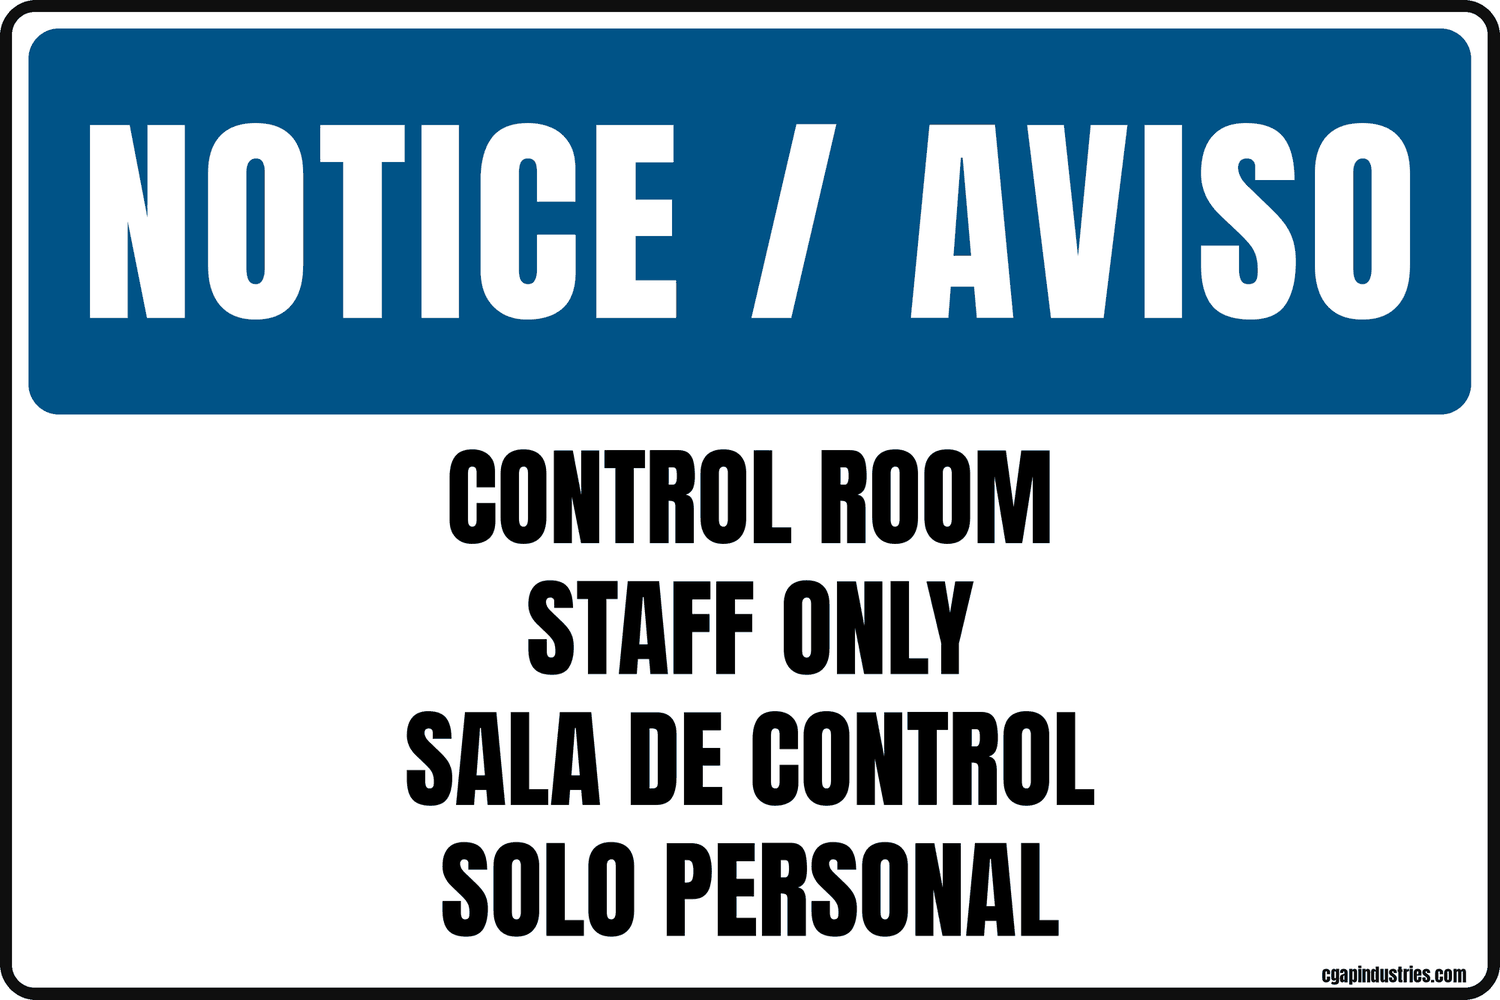 NOTICE / AVISO
CONTROL ROOM
STAFF ONLY
SALA DE CONTROL
SOLO PERSONAL
cgapindustries.com